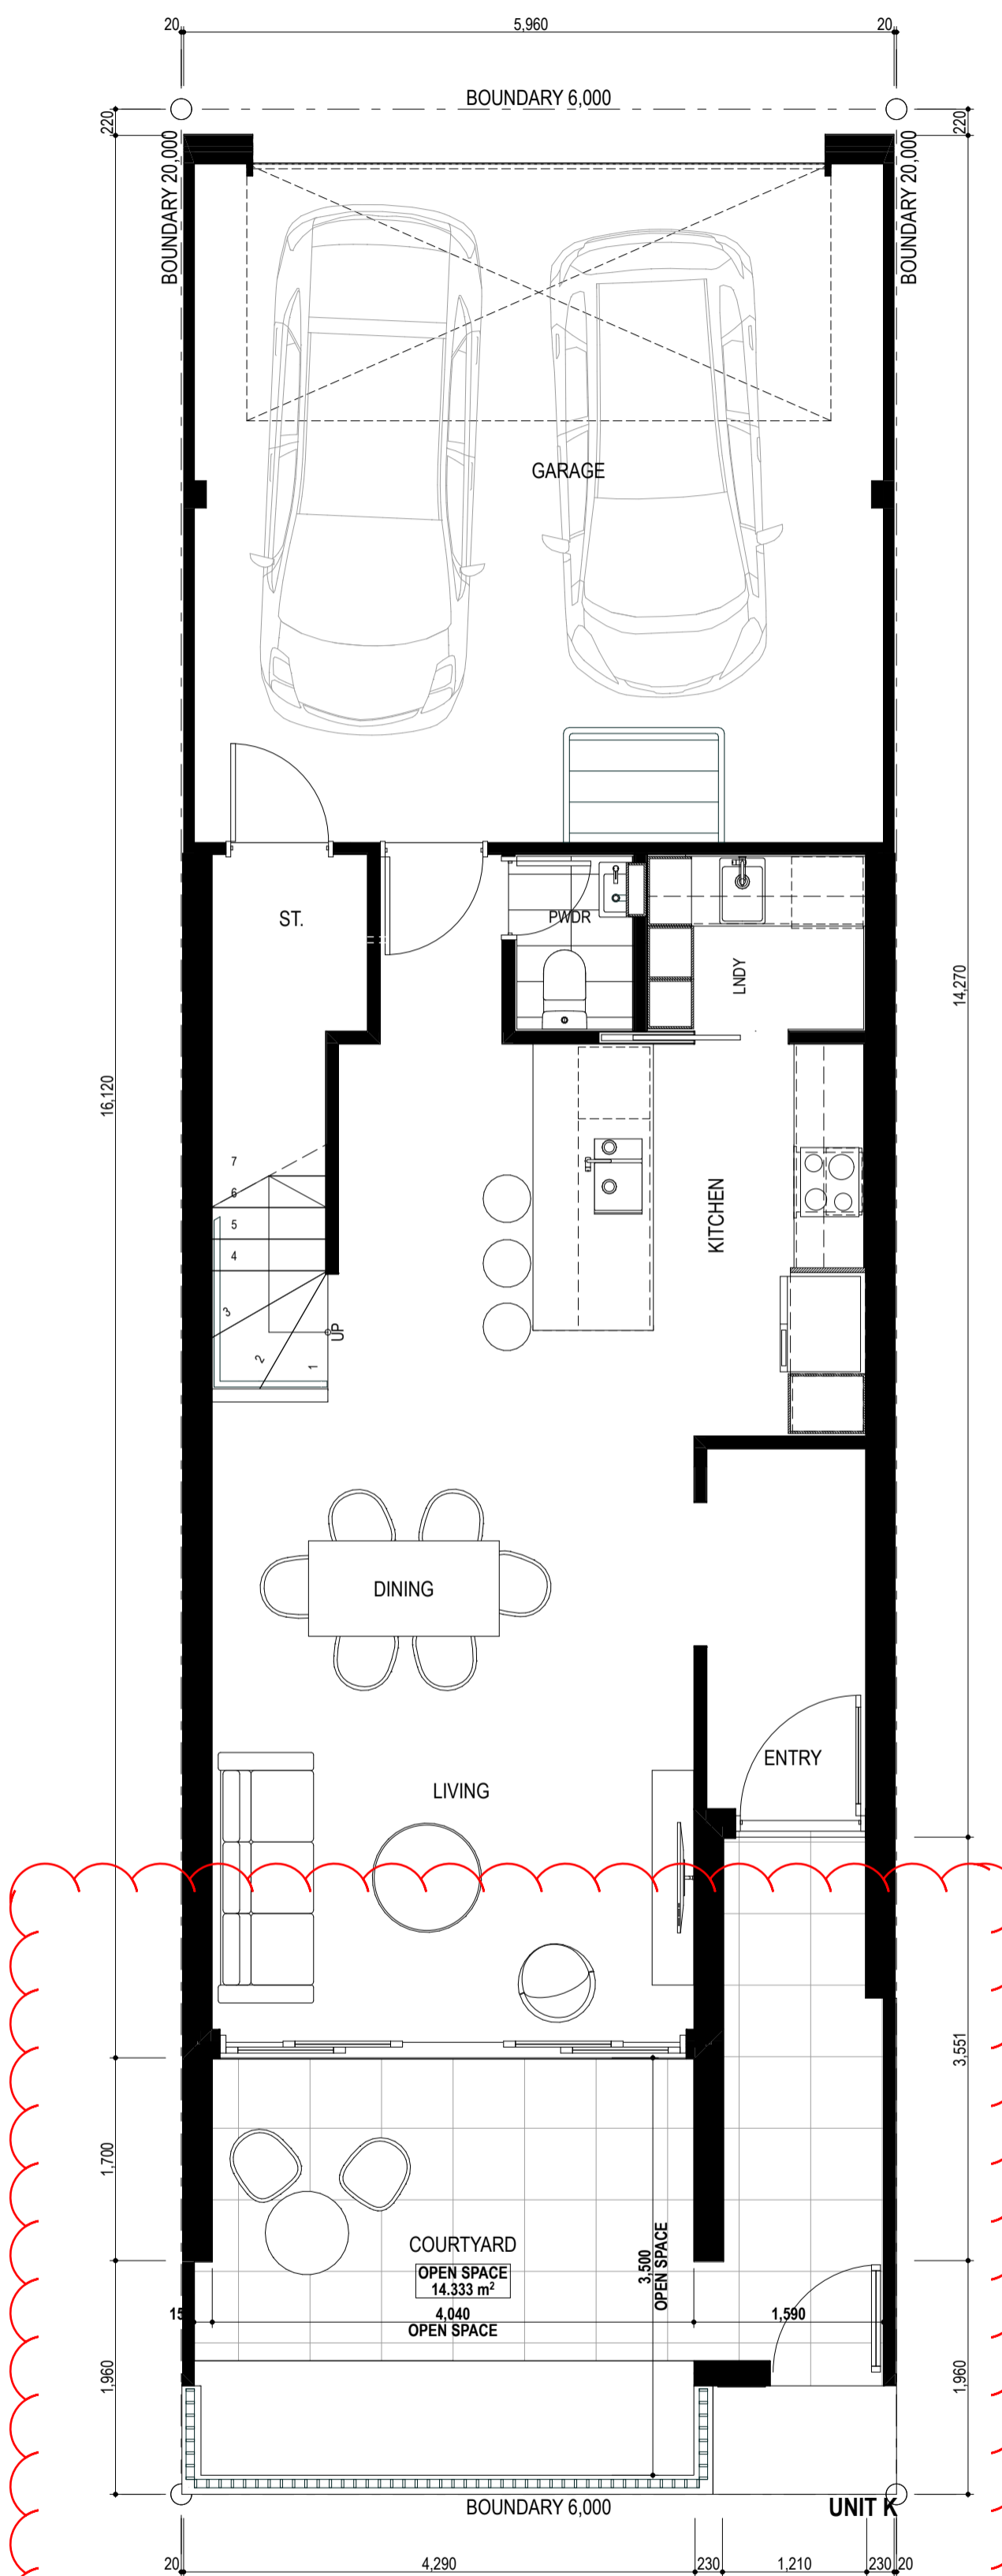 20
5,960
20
BOUNDARY 6,000
220
220
BOUNDARY 20,000
BOUNDARY 20,000
GARAGE
ST.
PWDR
LNDY
14,270
16,120
7
6
5
4
3
2
1
UP
KITCHEN
DINING
ENTRY
LIVING
3,551
1,700
COURTYARD
OPEN SPACE
14.333 m²
3,500
OPEN SPACE
4,040
OPEN SPACE
1,590
1,960
1,960
BOUNDARY 6,000
UNIT K
20
4,290
230
1,210
230
20